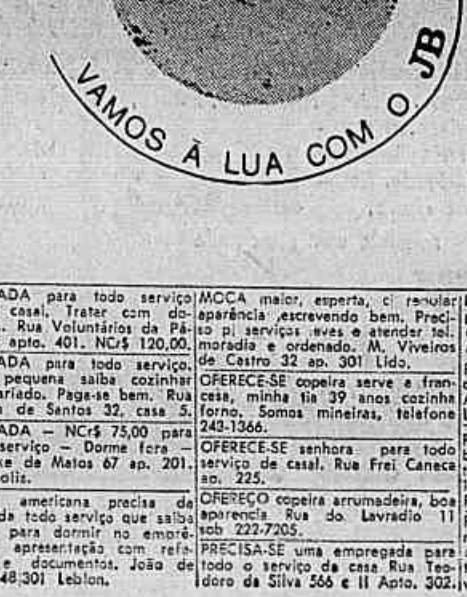 VAMOS À LUA COM O JB
ADA para todo serviço
casal. Tratar com do-
Rua Voluntários da Pá-
apto. 401. NCr$ 120,00.
ADA para todo serviço,
pequena saiba cozinhar
ariado. Paga-se bem. Rua
de Santos 32, casa 5.
ADA — NCr$ 75,00 para
serviço — Dorme fora —
de Matos 67 ap. 201.
olis.
americana precisa de
da todo serviço que saiba
para dormir no empré-
apresentação com refe-
e documentos. João de
48/301 Leblon.
MOÇA maior, esperta, c| regular
aparência ,escrevendo bem. Preci-
so p| serviços leves e atender tel.
moradia e ordenado. M. Viveiros
de Castro 32 ap. 301 Lido.
OFERECE-SE copeira serve a fran-
cesa, minha tia 39 anos cozinha
forno. Somos mineiras, telefone
243-1366.
OFERECE-SE senhora para todo
serviço de casal. Rua Frei Caneca
ap. 225.
OFEREÇO copeira arrumadeira, boa
aparencia Rua do Lavradio 11
sob 222-7205.
PRECISA-SE uma empregada para
todo o serviço da casa Rua Teo-
doro da Silva 566 c II Apto. 302.